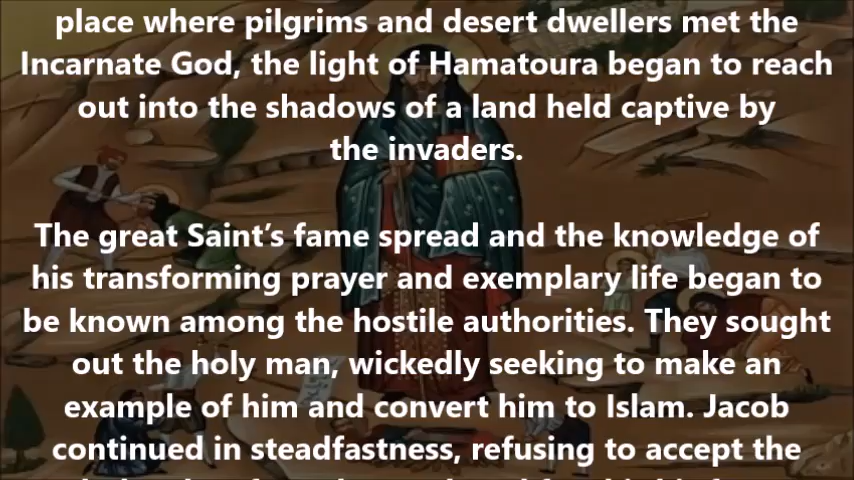 place where pilgrims and desert dwellers met the
Incarnate God, the light of Hamatoura began to reach
out into the shadows of a land held captive by
the invaders.
The great Saint’s fame spread and the knowledge of
his transforming prayer and exemplary life began to
be known among the hostile authorities. They sought
out the holy man, wickedly seeking to make an
example of him and convert him to Islam. Jacob
continued in steadfastness, refusing to accept the